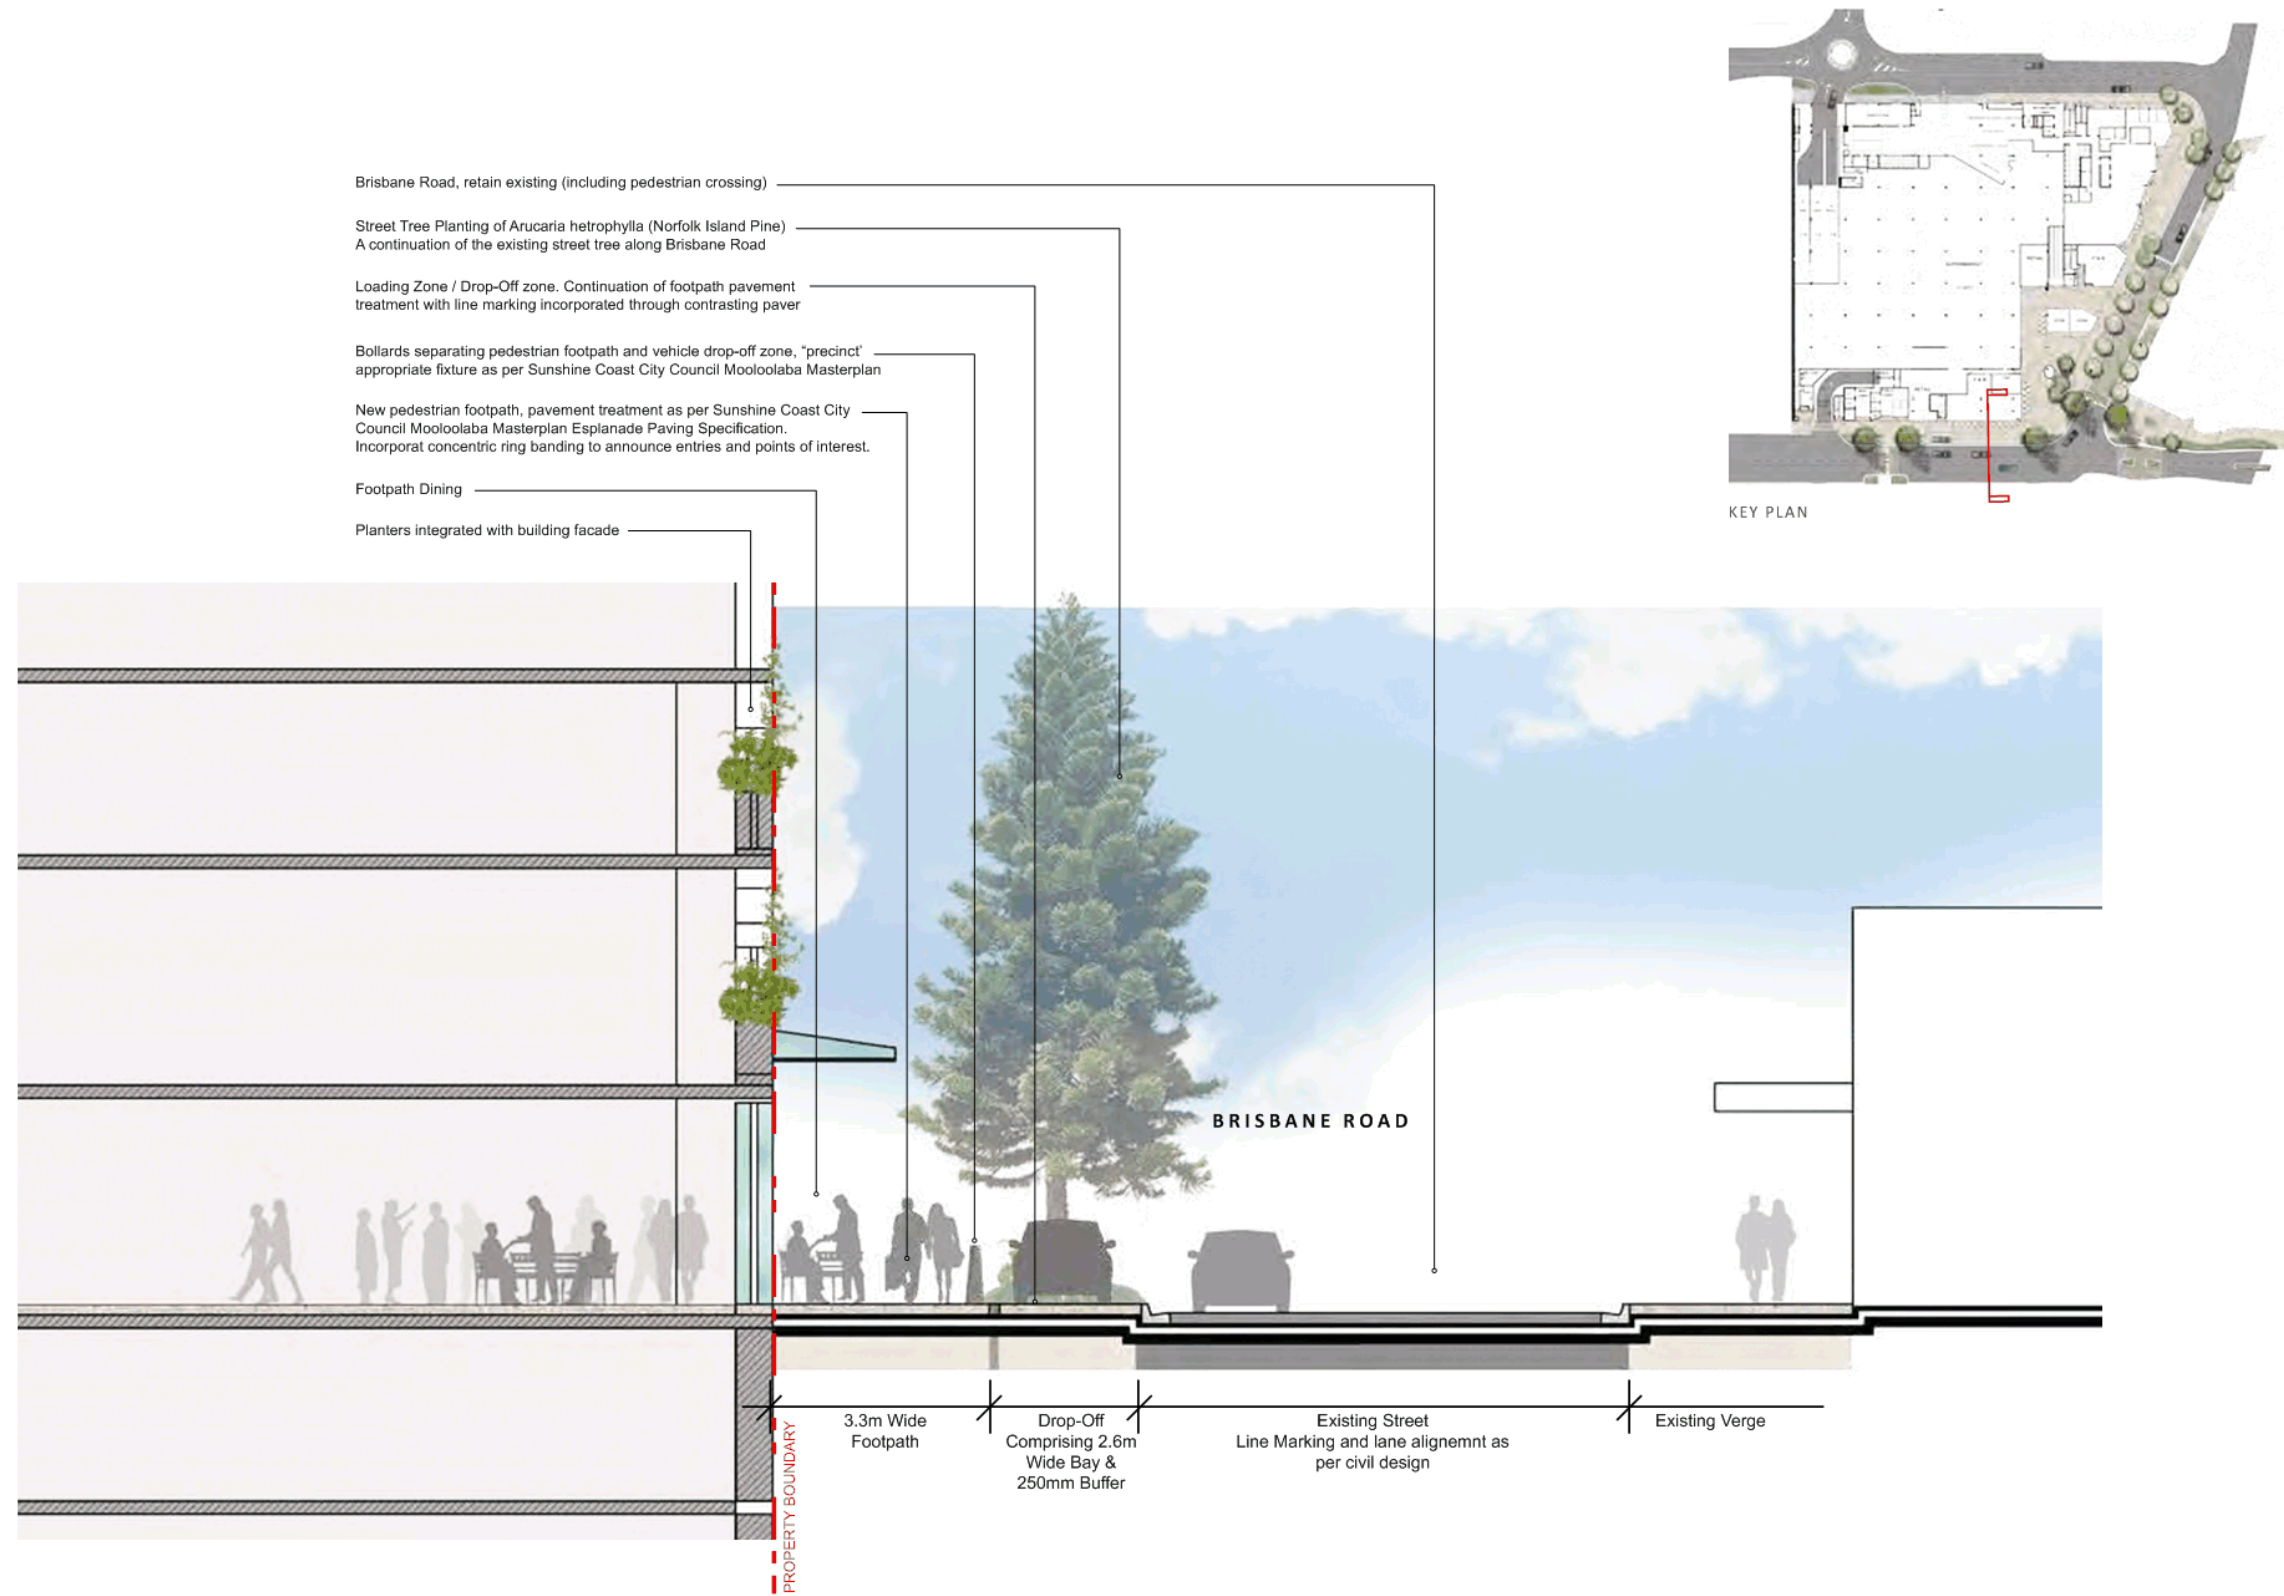 Brisbane Road, retain existing (including pedestrian crossing)
Street Tree Planting of Arucaria hetrophylla (Norfolk Island Pine)
A continuation of the existing street tree along Brisbane Road
Loading Zone / Drop-Off zone. Continuation of footpath pavement
treatment with line marking incorporated through contrasting paver
Bollards separating pedestrian footpath and vehicle drop-off zone, “precinct’
appropriate fixture as per Sunshine Coast City Council Mooloolaba Masterplan
New pedestrian footpath, pavement treatment as per Sunshine Coast City
Council Mooloolaba Masterplan Esplanade Paving Specification.
Incorporat concentric ring banding to announce entries and points of interest.
Footpath Dining
Planters integrated with building facade
KEY PLAN
BRISBANE ROAD
3.3m Wide
Footpath
Drop-Off
Comprising 2.6m
Wide Bay &
250mm Buffer
Existing Street
Line Marking and lane alignemnt as
per civil design
Existing Verge
PROPERTY BOUNDARY